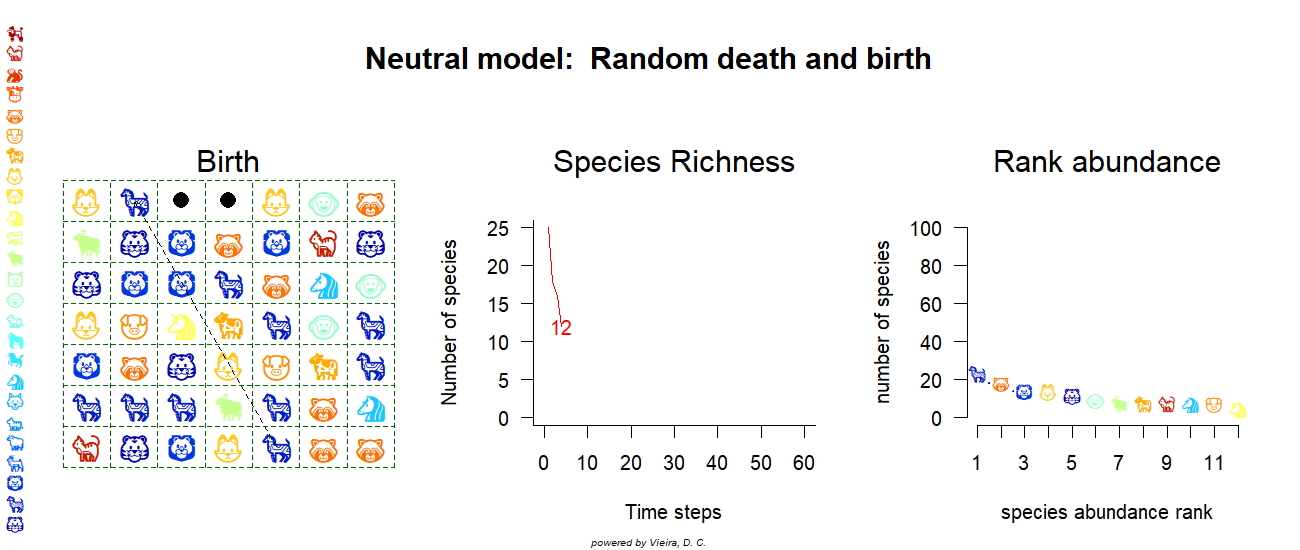 Neutral model:  Random death and birth
Birth
Species Richness
Rank abundance
Number of species
25
20
15
10
5
0
12
0 10 20 30 40 50 60
Time steps
number of species
100
80
60
40
20
0
1 3 5 7 9 11
species abundance rank
powered by Vieira, D. C.